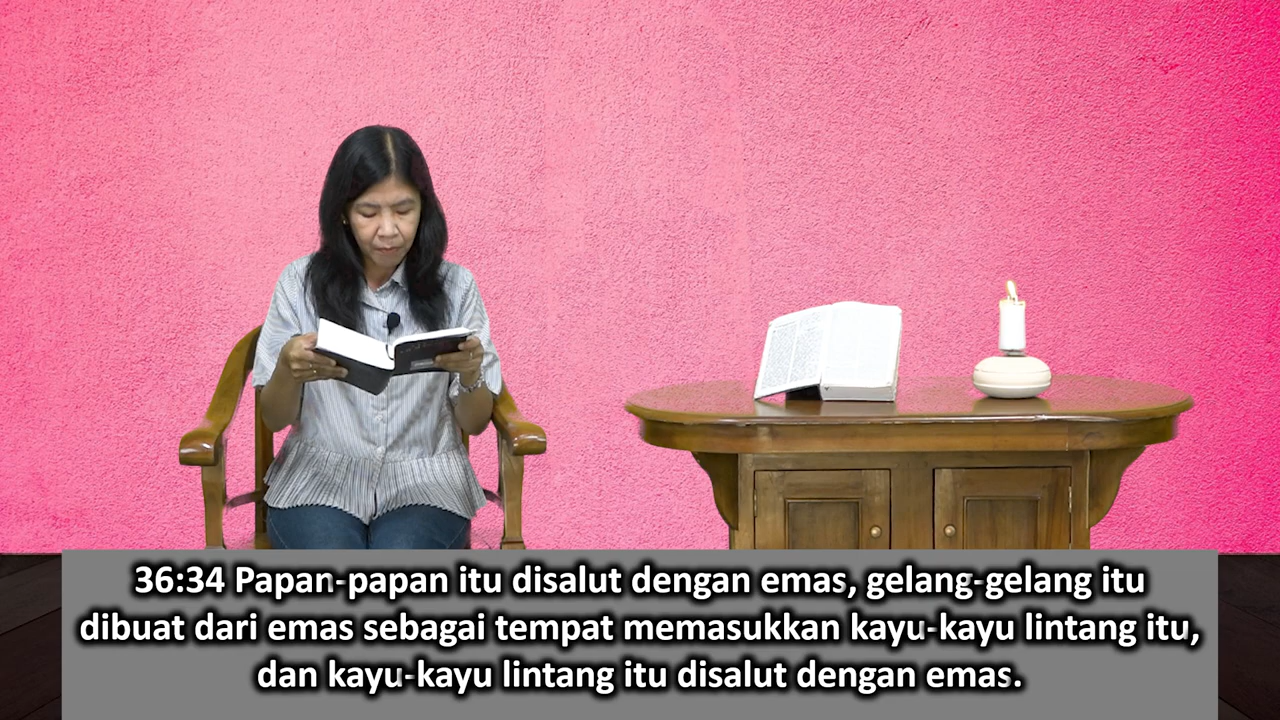 36:34 Papan-papan itu disalut dengan emas, gelang-gelang itu
dibuat dari emas sebagai tempat memasukkan kayu-kayu lintang itu,
dan kayu-kayu lintang itu disalut dengan emas.